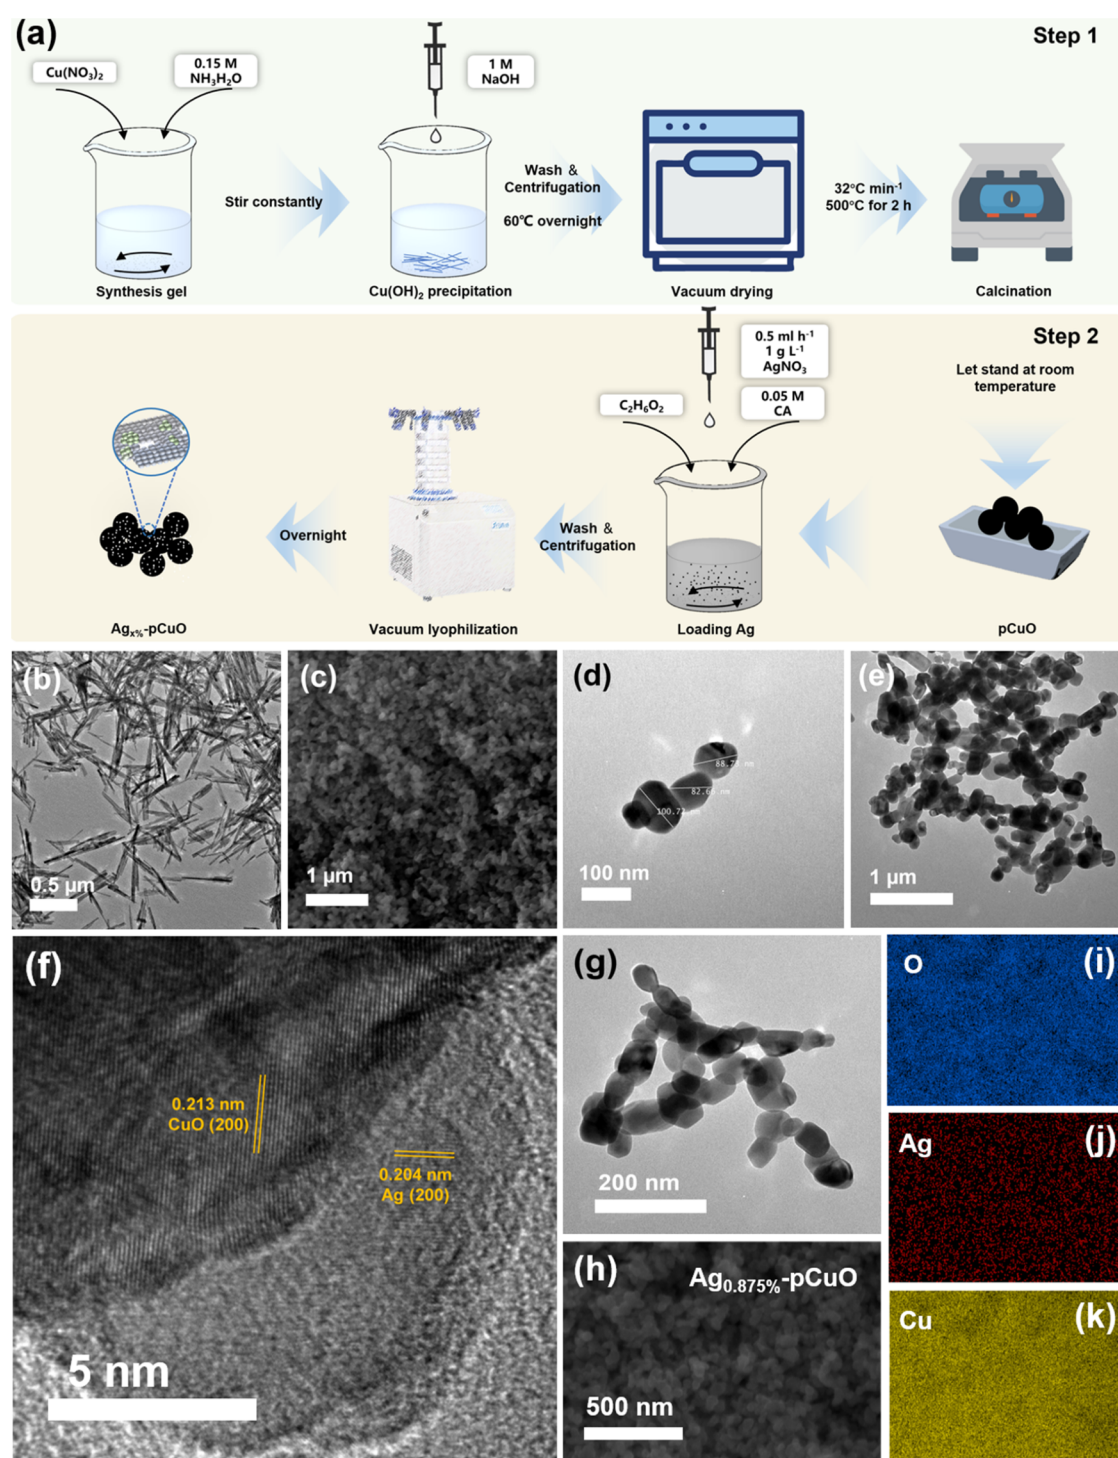 (a)
Step 1
Cu(NO₃)₂
0.15 M
NH₃H₂O
1 M
NaOH
Stir constantly
Wash &
Centrifugation
60℃ overnight
32°C min⁻¹
500°C for 2 h
Synthesis gel
Cu(OH)₂ precipitation
Vacuum drying
Calcination
Step 2
0.5 ml h⁻¹
1 g L⁻¹
AgNO₃
Let stand at room
temperature
C₂H₆O₂
0.05 M
CA
Overnight
Wash &
Centrifugation
Agₓ%-pCuO
Vacuum lyophilization
Loading Ag
pCuO
(b)
0.5 µm
(c)
1 µm
(d)
88.73 nm
100 nm
(e)
1 µm
(f)
0.213 nm
CuO (200)
0.204 nm
Ag (200)
5 nm
(g)
200 nm
(h)
Ag₀.₈₇₅%-pCuO
500 nm
O
(i)
Ag
(j)
Cu
(k)